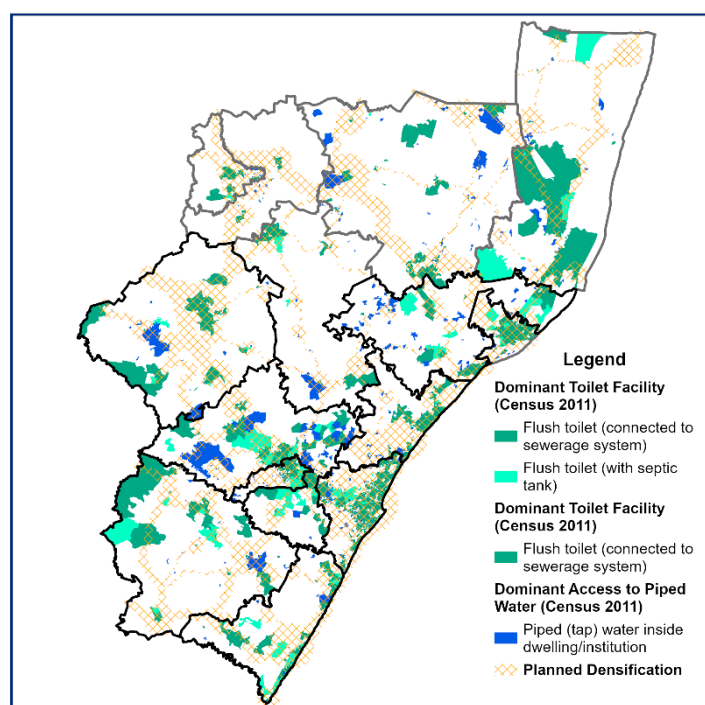 Legend
Dominant Toilet Facility
(Census 2011)
Flush toilet (connected to
sewerage system)
Flush toilet (with septic
tank)
Dominant Toilet Facility
(Census 2011)
Flush toilet (connected to
sewerage system)
Dominant Access to Piped
Water (Census 2011)
Piped (tap) water inside
dwelling/institution
Planned Densification